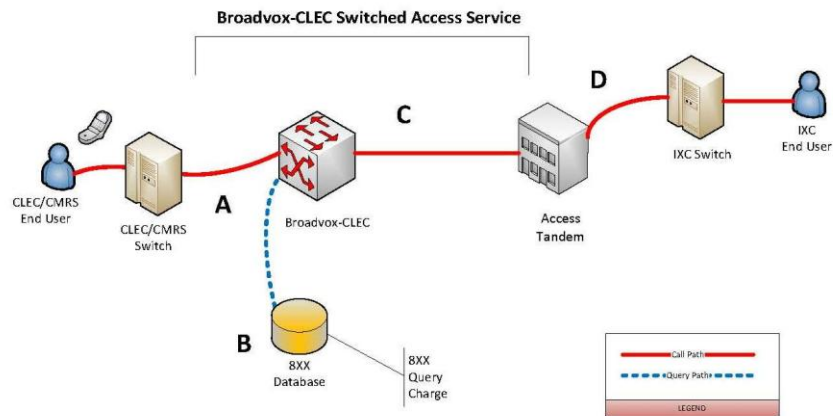 Broadvox-CLEC Switched Access Service
D
C
A
B
CLEC/CMRS
End User
CLEC/CMRS
Switch
Broadvox-CLEC
Access
Tandem
IXC Switch
IXC
End User
8XX
Database
8XX
Query
Charge
Call Path
Query Path
LEGEND